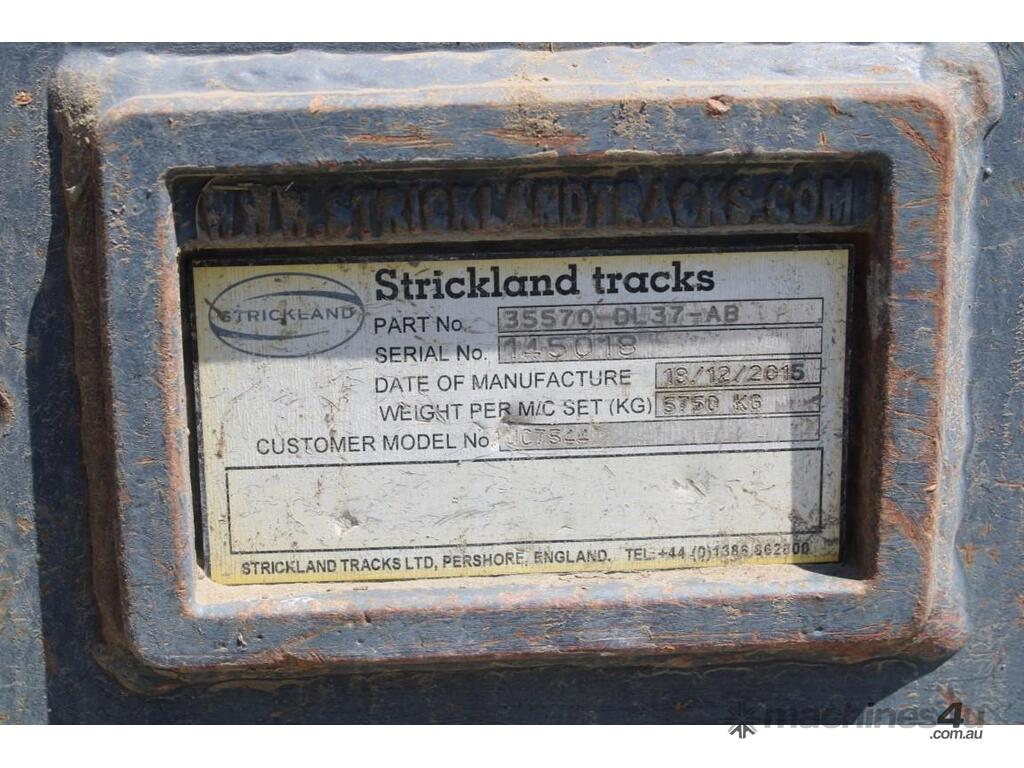 WWW.STRICKLANDTRACKS.COM
STRICKLAND
Strickland tracks
PART No. 35570-DL37-AB
SERIAL No. 145018
DATE OF MANUFACTURE 18/12/2015
WEIGHT PER M/C SET (KG) 5750 KG
CUSTOMER MODEL No.
STRICKLAND TRACKS LTD, PERSHORE, ENGLAND. TEL: +44 (0)1386 862800
machines4u
.com.au